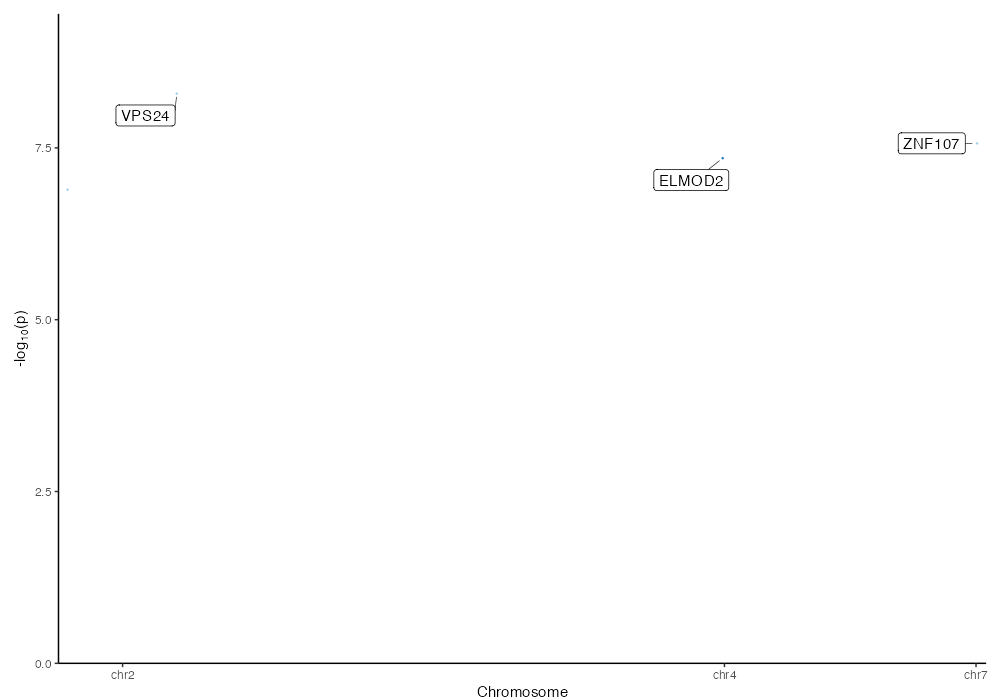 VPS24
ZNF107
7.5
ELMOD2
5.0
-log10(p)
2.5
0.0
chr2
chr4
chr7
Chromosome